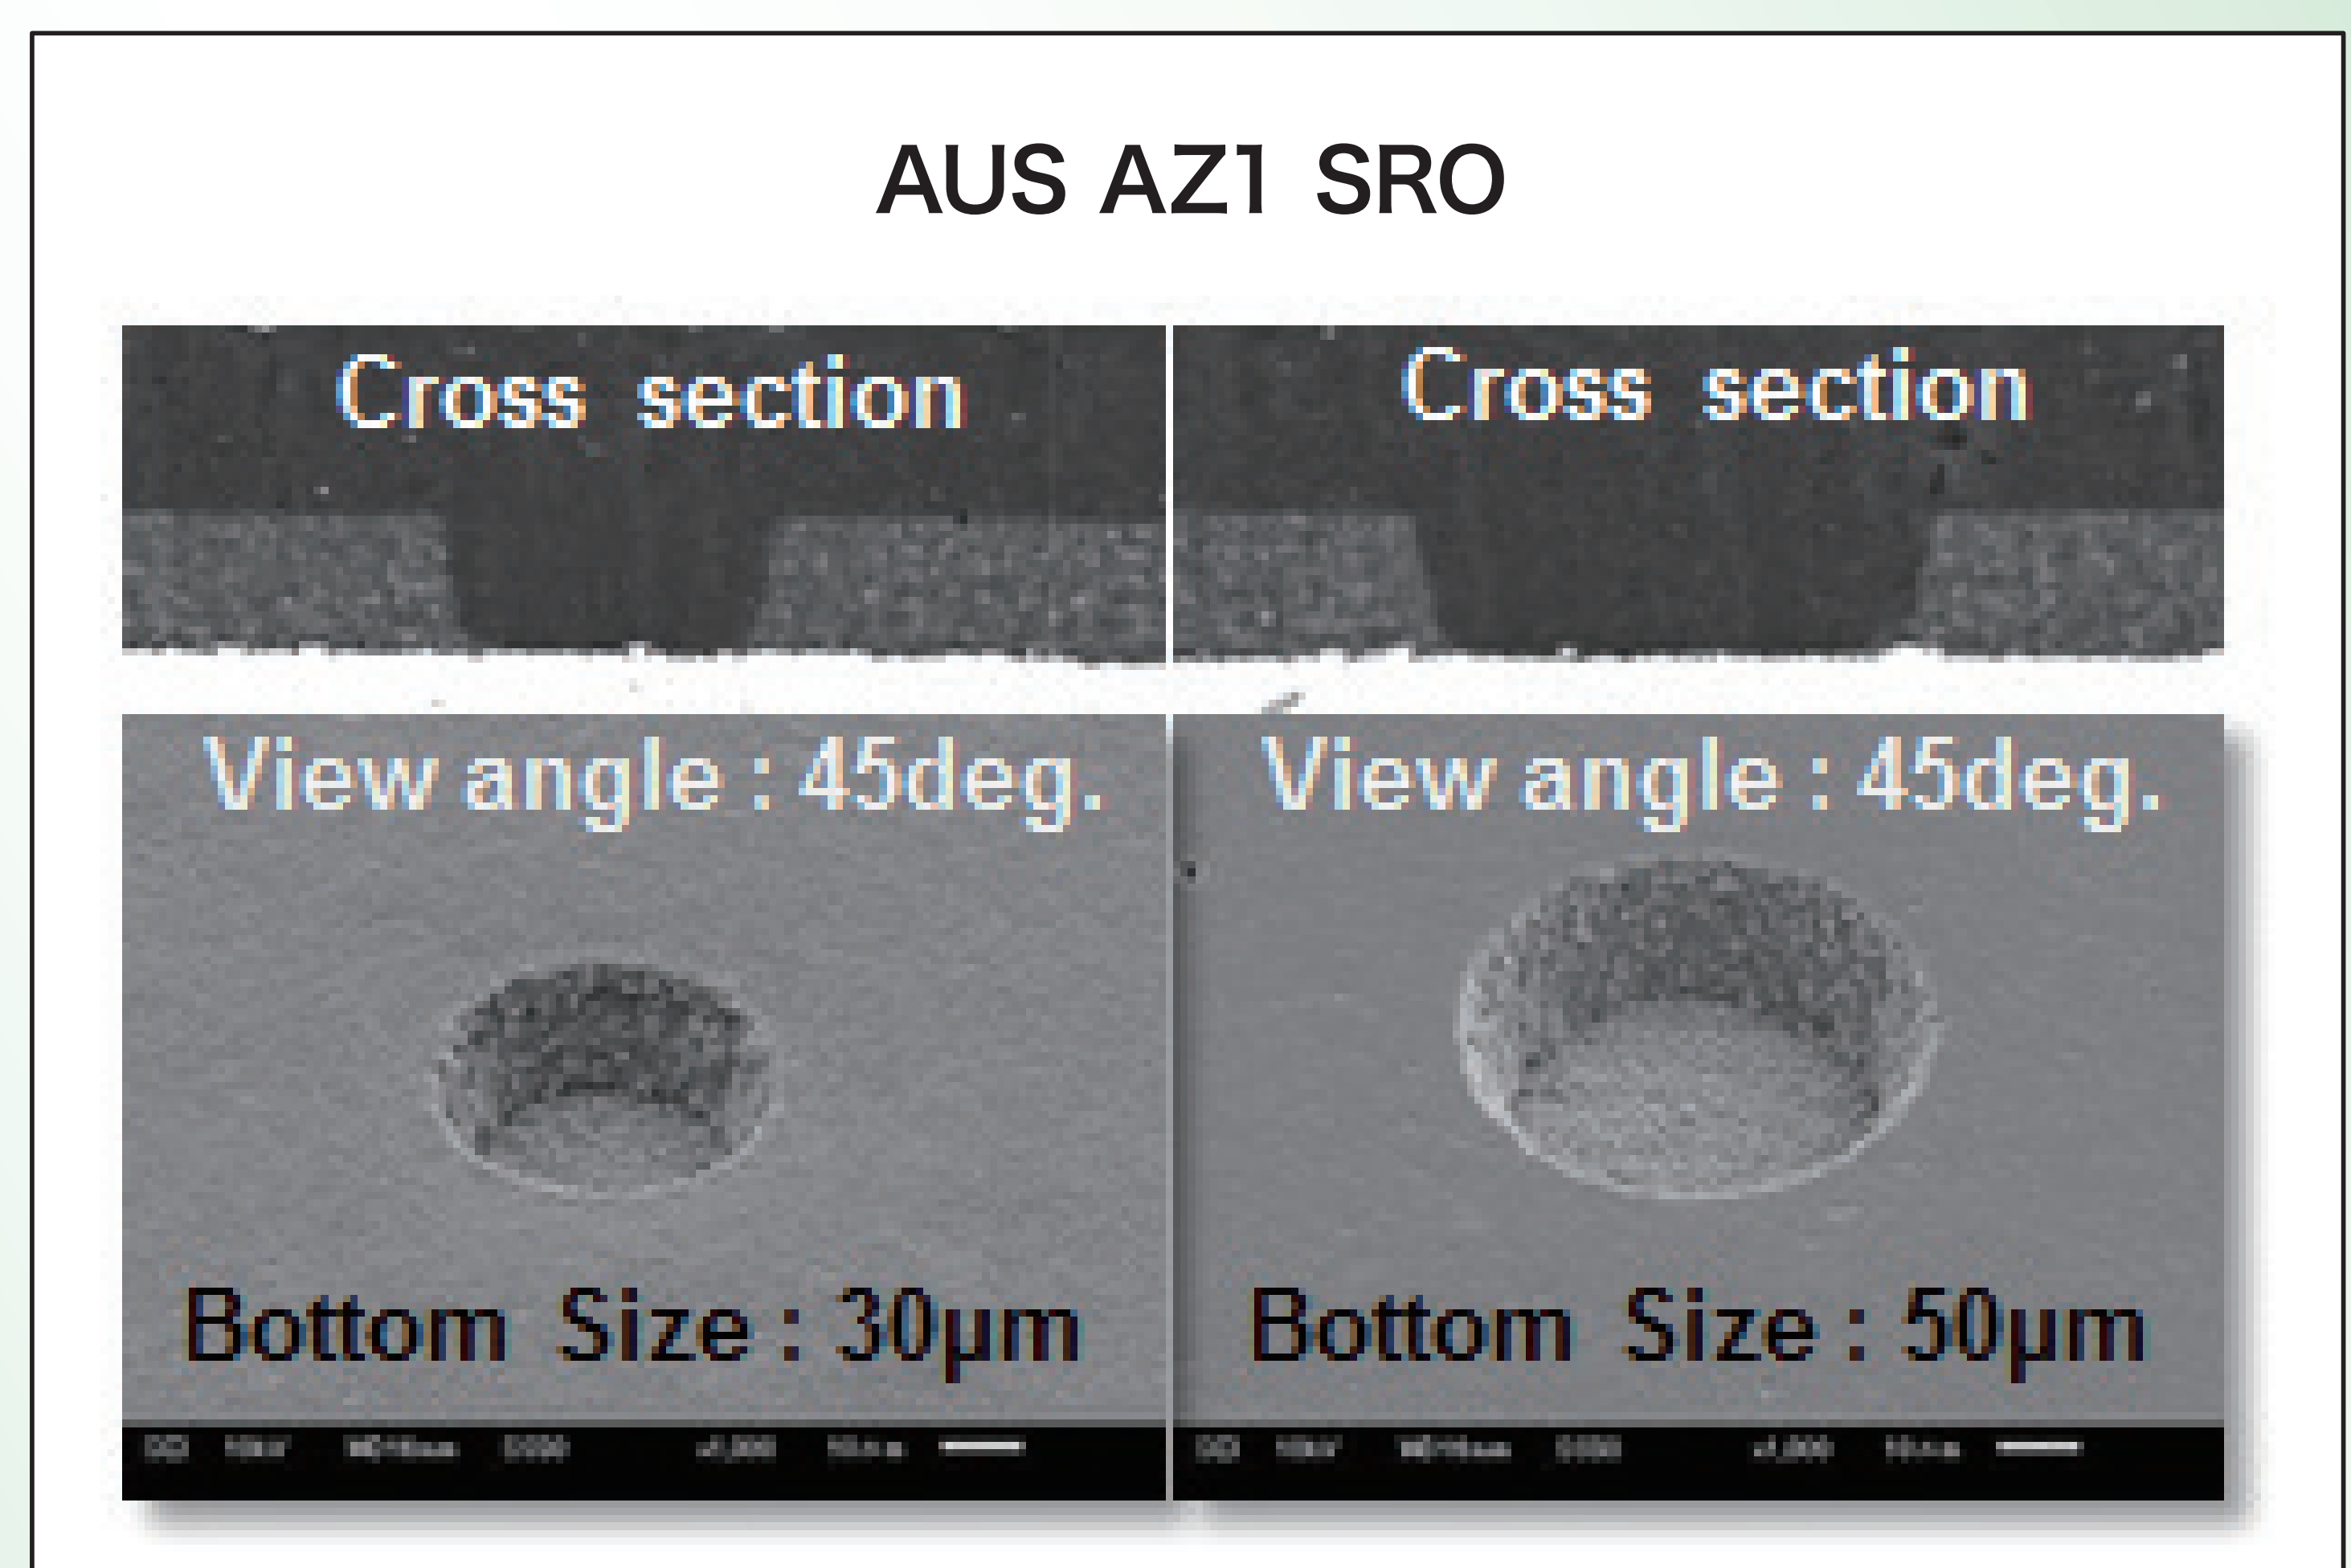 AUS AZ1 SRO
Cross section
Cross section
View angle : 45deg.
View angle : 45deg.
Bottom Size : 30µm
Bottom Size : 50µm